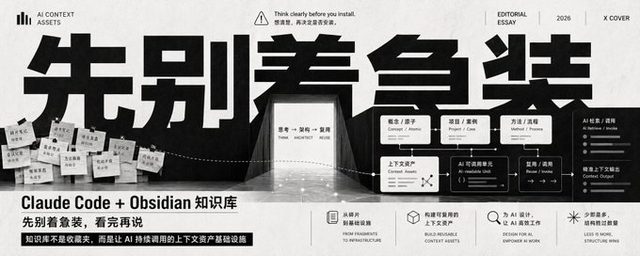 AI CONTEXT
ASSETS
Think clearly before you install.
想清楚,再决定是否安装。
EDITORIAL
ESSAY
2026
X COVER
先别着急装
思考 → 架构 → 复用
THINK ARCHITECT REUSE
概念 / 原子
Concept / Atomic
项目 / 案例
Project / Case
方法 / 流程
Method / Process
AI 检索 / 调用
AI Retrieve / Invoke
上下文资产
Context Assets
AI 可调用单元
AI-readable Unit
复用 / 调用
Reuse / Invoke
精准上下文输出
Context Output
Claude Code + Obsidian 知识库
先别着急装,看完再说
知识库不是收藏夹,而是让 AI 持续调用的上下文资产基础设施
从碎片
到基础设施
FROM FRAGMENTS
TO INFRASTRUCTURE
构建可复用的
上下文资产
BUILD REUSABLE
CONTEXT ASSETS
为 AI 设计,
让 AI 高效工作
DESIGN FOR AI,
EMPOWER AI WORK
少即是多,
结构胜过数量
LESS IS MORE,
STRUCTURE WINS